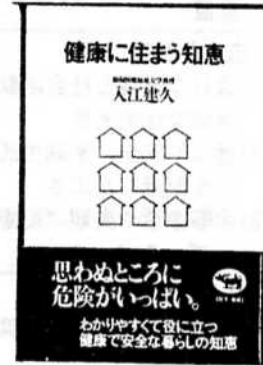 健康に住まう知恵
入江建久
思わぬところに
危険がいっぱい。
わかりやすくて役に立つ
健康で安全な暮らしの知恵